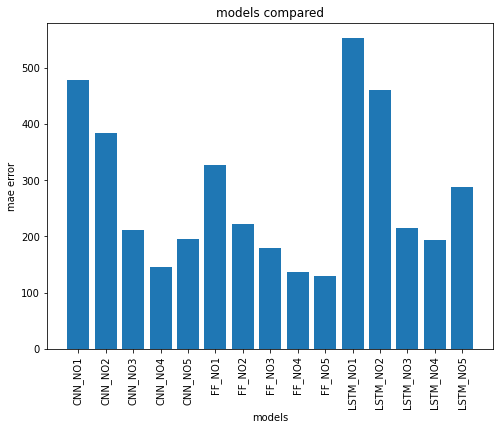 models compared
mae error
500
400
300
200
100
0
CNN_NO1
CNN_NO2
CNN_NO3
CNN_NO4
CNN_NO5
FF_NO1
FF_NO2
FF_NO3
FF_NO4
FF_NO5
LSTM_NO1
LSTM_NO2
LSTM_NO3
LSTM_NO4
LSTM_NO5
models